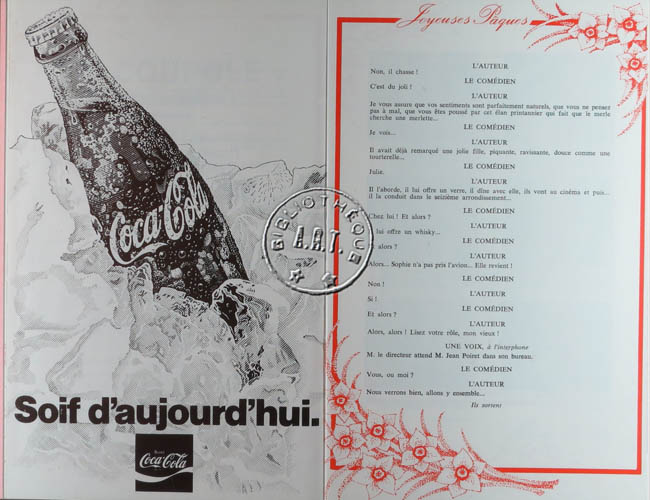 Coca-Cola
Soif d'aujourd'hui.
Buvez
Coca-Cola
Joyeuses Pâques
L'AUTEUR
Non, il chasse !
LE COMÉDIEN
C'est du joli !
L'AUTEUR
Je vous assure que vos sentiments sont parfaitement naturels, que vous ne pensez
pas à mal, que vous êtes poussé par cet élan printannier qui fait que le merle
cherche une merlette...
LE COMÉDIEN
Je vois...
L'AUTEUR
Il avait déjà remarqué une jolie fille, piquante, ravissante, douce comme une
tourterelle...
LE COMÉDIEN
Julie.
L'AUTEUR
Il l'aborde, il lui offre un verre, il dîne avec elle, ils vont au cinéma et puis...
il la conduit dans le seizième arrondissement...
LE COMÉDIEN
Chez lui ! Et alors ?
L'AUTEUR
lui offre un whisky...
LE COMÉDIEN
alors ?
L'AUTEUR
Alors... Sophie n'a pas pris l'avion... Elle revient !
LE COMÉDIEN
Non !
L'AUTEUR
Si !
LE COMÉDIEN
Et alors ?
L'AUTEUR
Alors, alors ! Lisez votre rôle, mon vieux !
UNE VOIX, à l'interphone
M. le directeur attend M. Jean Poiret dans son bureau.
LE COMÉDIEN
Vous, ou moi ?
L'AUTEUR
Nous verrons bien, allons y ensemble...
Ils sortent
BIBLIOTHÈQUE
A.R.T.